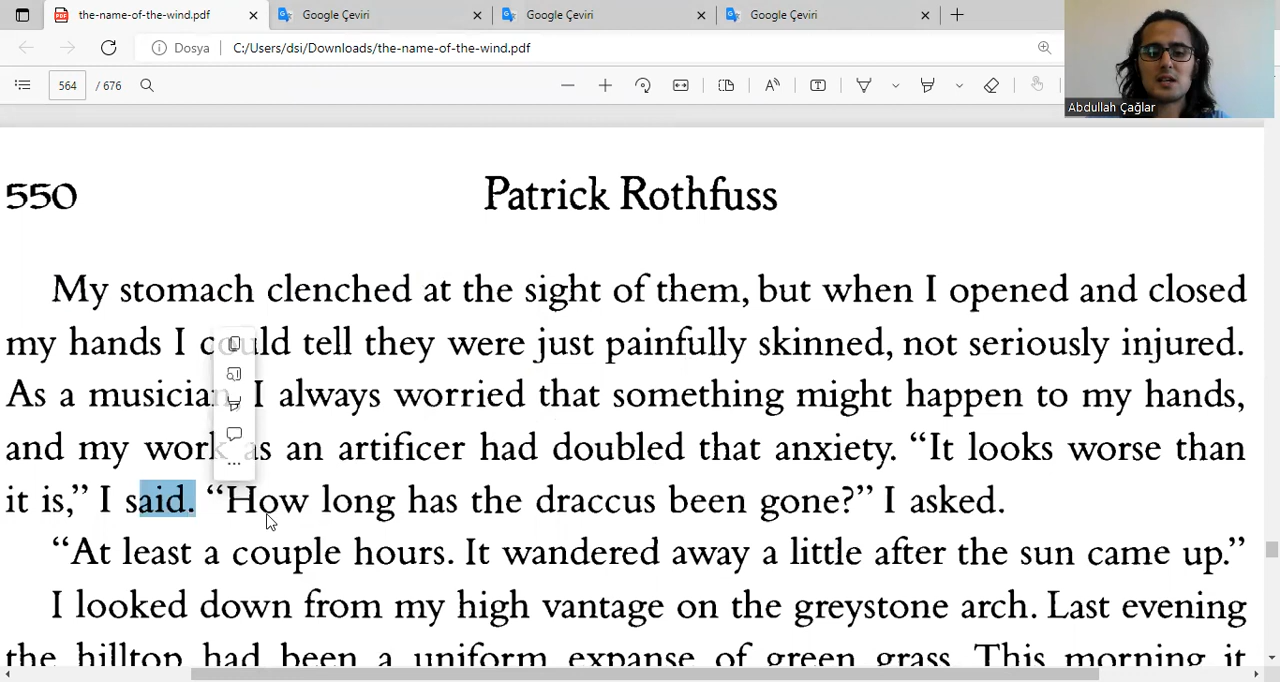 the-name-of-the-wind.pdf
Google Çeviri
Google Çeviri
Google Çeviri
Dosya
C:/Users/dsi/Downloads/the-name-of-the-wind.pdf
564 / 676
Abdullah Çağlar
550
Patrick Rothfuss
My stomach clenched at the sight of them, but when I opened and closed
my hands I could tell they were just painfully skinned, not seriously injured.
As a musician, I always worried that something might happen to my hands,
and my work as an artificer had doubled that anxiety. “It looks worse than
it is,” I said. “How long has the draccus been gone?” I asked.
“At least a couple hours. It wandered away a little after the sun came up.”
I looked down from my high vantage on the greystone arch. Last evening
the hilltop had been a uniform expanse of green grass. This morning it